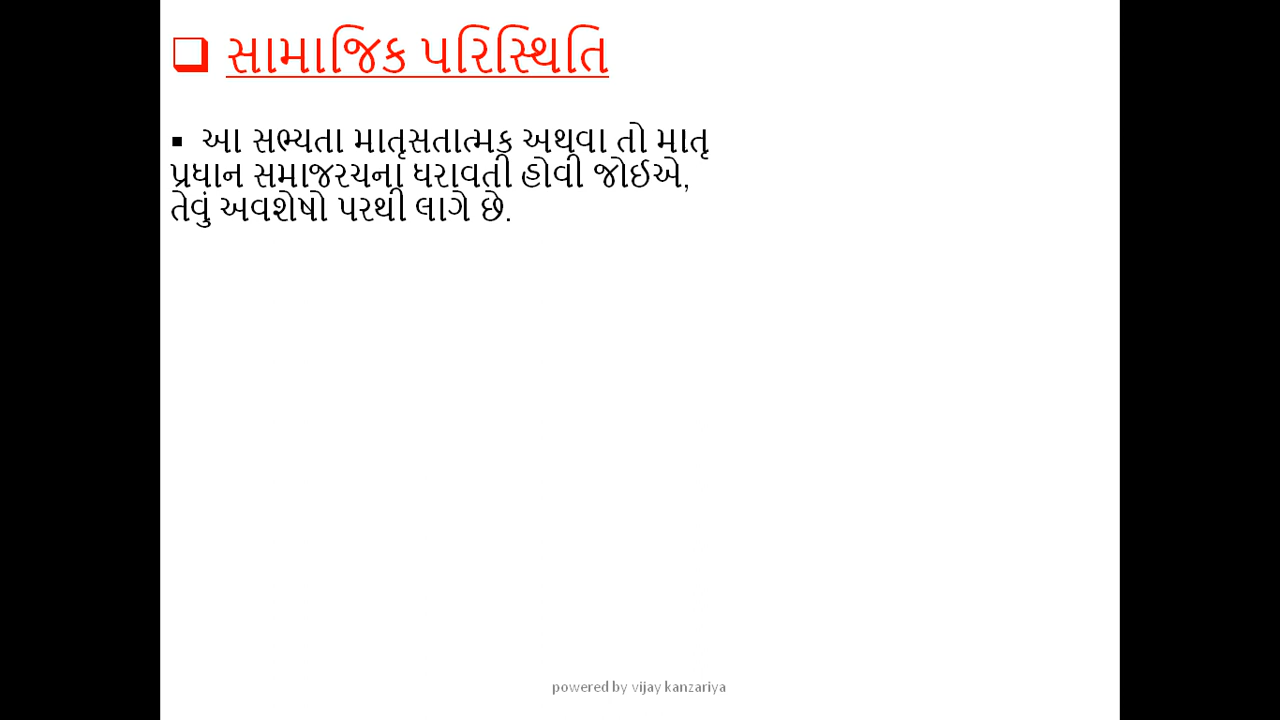 ❑ સામાજિક પરિસ્થિતિ
▪ આ સભ્યતા માતૃસતાત્મક અથવા તો માતૃ
પ્રધાન સમાજરચના ધરાવતી હોવી જોઈએ,
તેવું અવશેષો પરથી લાગે છે.
powered by vijay kanzariya